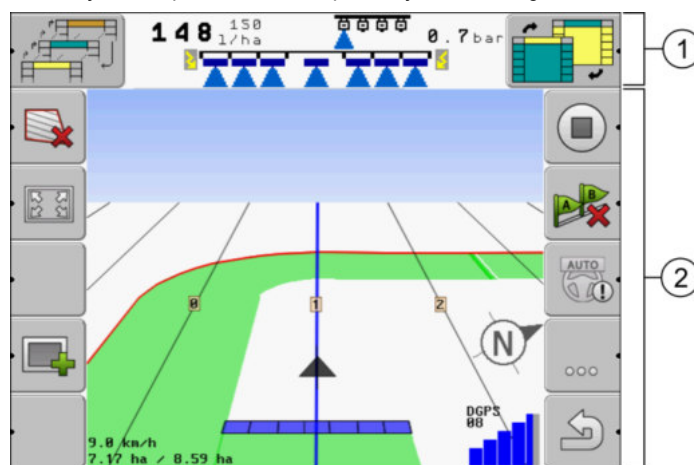 148 150 l/ha
0.7bar
1
A B
AUTO
2
0 1 2
N
DGPS
08
9.0 km/h
7.17 ha / 8.59 ha